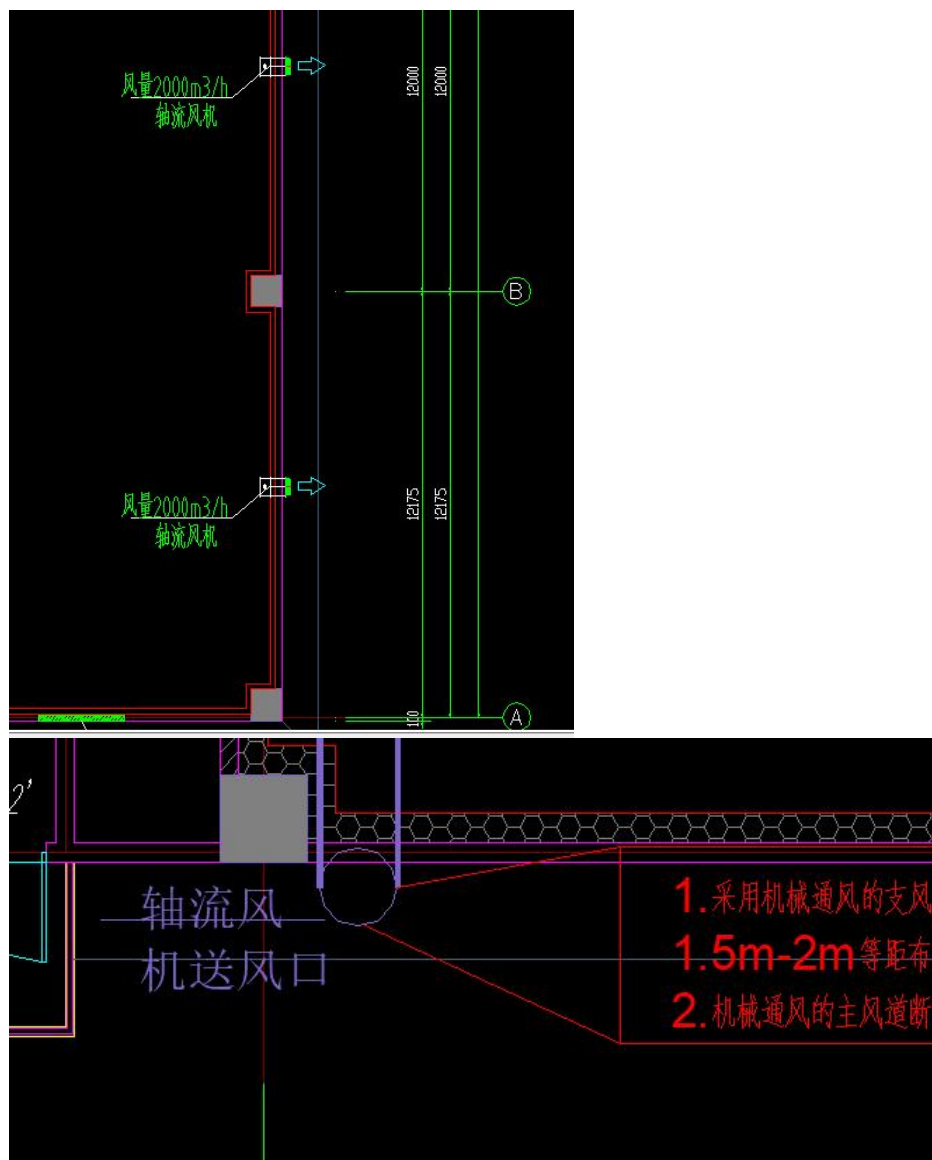 风量2000m3/h
轴流风机
12000
12000
B
风量2000m3/h
轴流风机
12175
12175
100
A
2'
轴流风
机送风口
1.采用机械通风的支风
1.5m-2m等距布
2.机械通风的主风道断